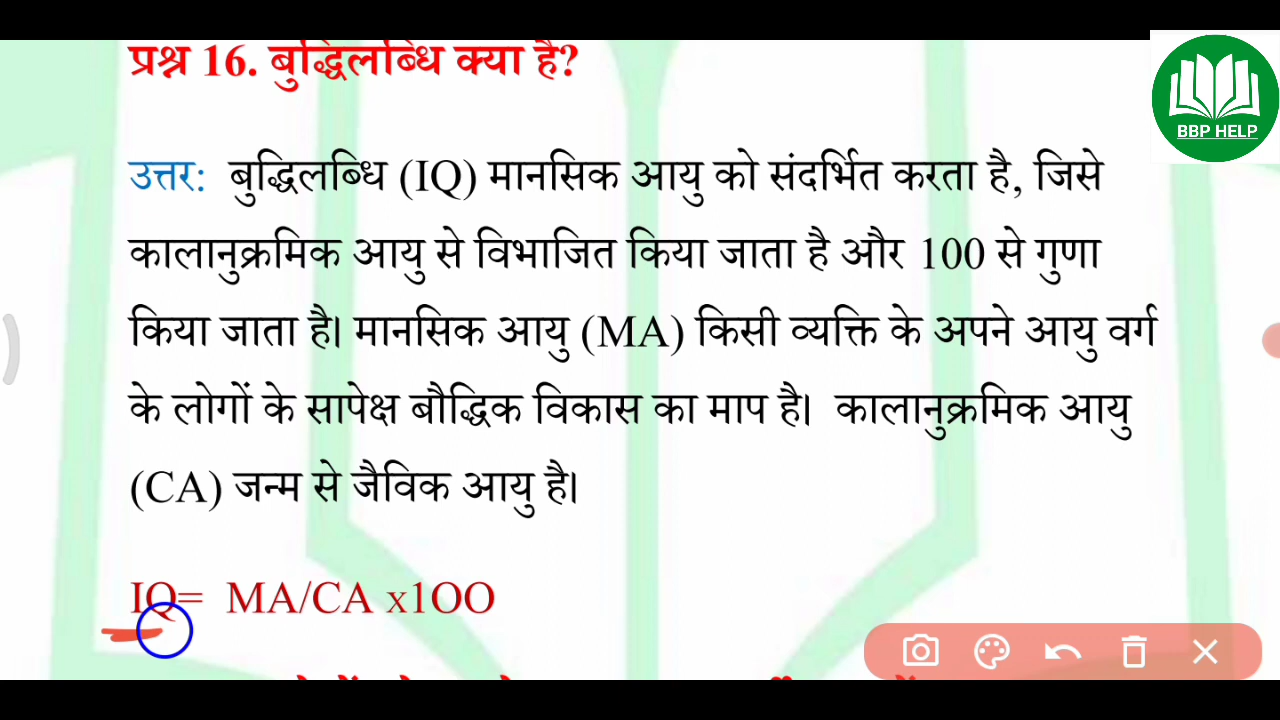 प्रश्न 16. बुद्धिलब्धि क्या है?
BBP HELP
उत्तर: बुद्धिलब्धि (IQ) मानसिक आयु को संदर्भित करता है, जिसे
कालानुक्रमिक आयु से विभाजित किया जाता है और 100 से गुणा
किया जाता है। मानसिक आयु (MA) किसी व्यक्ति के अपने आयु वर्ग
के लोगों के सापेक्ष बौद्धिक विकास का माप है। कालानुक्रमिक आयु
(CA) जन्म से जैविक आयु है।
IQ= MA/CA x1OO